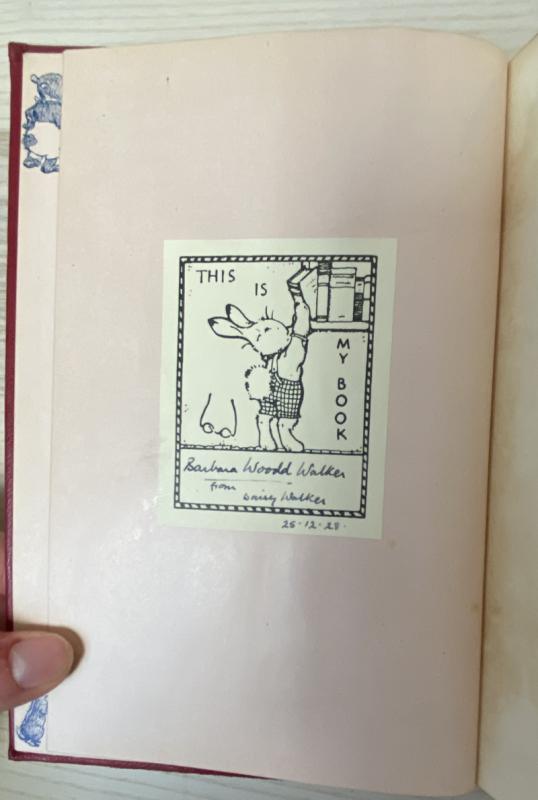 THIS
IS
MY BOOK
Barbara Woodd Walker
from
Daisy Walker
25·12·28·